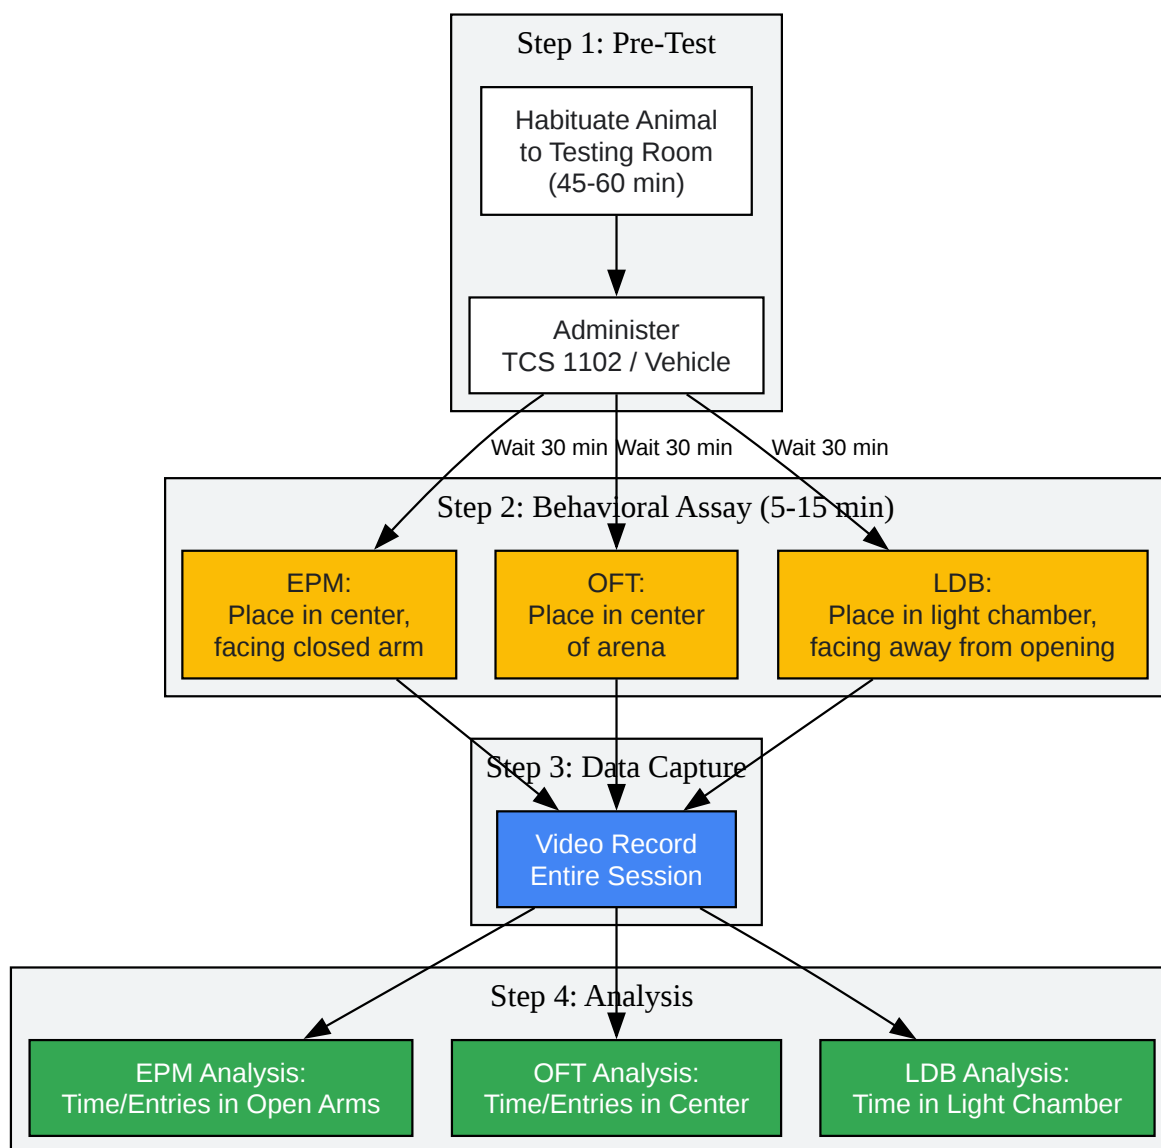 Step 1: Pre-Test
Habituate Animal
to Testing Room
(45-60 min)
Administer
TCS 1102 / Vehicle
Wait 30 min
Wait 30 min
Wait 30 min
Step 2: Behavioral Assay (5-15 min)
EPM:
Place in center,
facing closed arm
OFT:
Place in center
of arena
LDB:
Place in light chamber,
facing away from opening
Step 3: Data Capture
Video Record
Entire Session
Step 4: Analysis
EPM Analysis:
Time/Entries in Open Arms
OFT Analysis:
Time/Entries in Center
LDB Analysis:
Time in Light Chamber